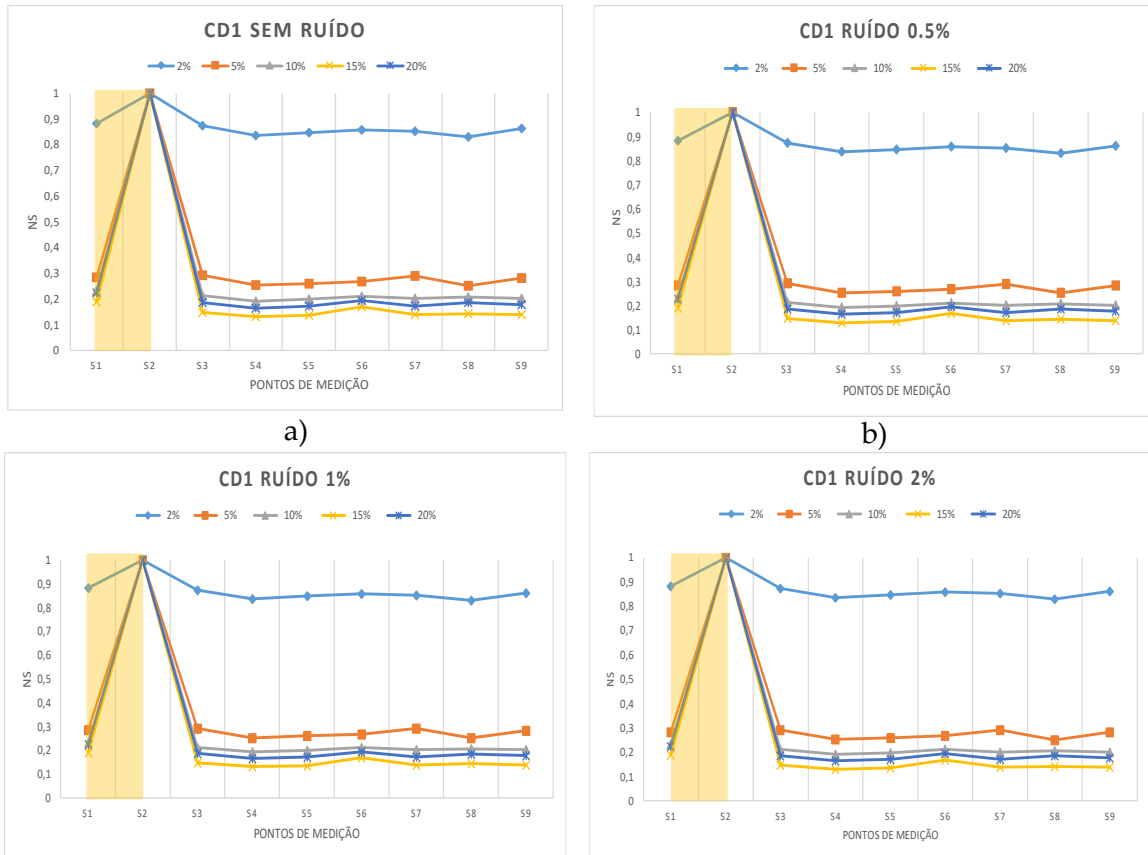 CD1 SEM RUÍDO
2% 5% 10% 15% 20%
1
0,9
0,8
0,7
0,6
0,5
0,4
0,3
0,2
0,1
0
NS
S1 S2 S3 S4 S5 S6 S7 S8 S9
PONTOS DE MEDIÇÃO
a)
CD1 RUÍDO 0.5%
2% 5% 10% 15% 20%
1
0,9
0,8
0,7
0,6
0,5
0,4
0,3
0,2
0,1
0
NS
S1 S2 S3 S4 S5 S6 S7 S8 S9
PONTOS DE MEDIÇÃO
b)
CD1 RUÍDO 1%
2% 5% 10% 15% 20%
1
0,9
0,8
0,7
0,6
0,5
0,4
0,3
0,2
0,1
0
NS
S1 S2 S3 S4 S5 S6 S7 S8 S9
PONTOS DE MEDIÇÃO
CD1 RUÍDO 2%
2% 5% 10% 15% 20%
1
0,9
0,8
0,7
0,6
0,5
0,4
0,3
0,2
0,1
0
NS
S1 S2 S3 S4 S5 S6 S7 S8 S9
PONTOS DE MEDIÇÃO